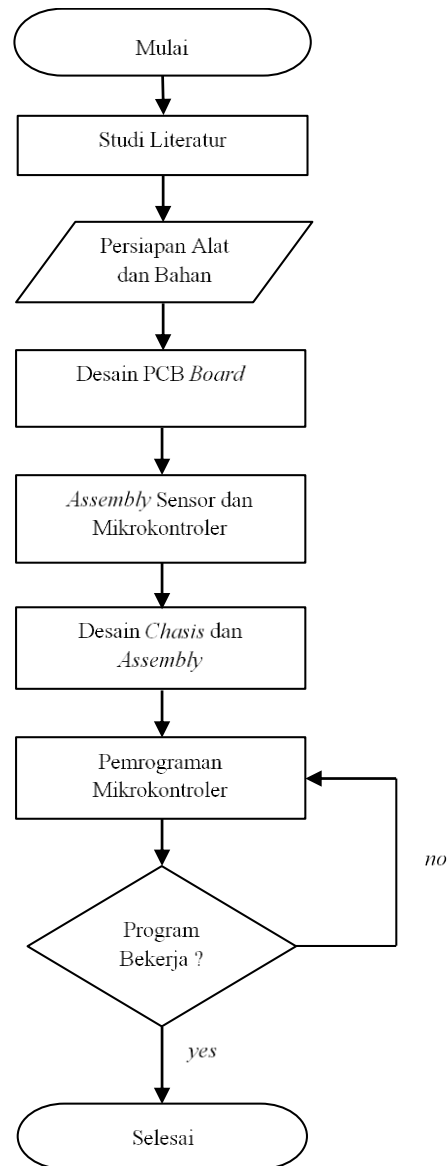 Mulai
Studi Literatur
Persiapan Alat
dan Bahan
Desain PCB Board
Assembly Sensor dan
Mikrokontroler
Desain Chasis dan
Assembly
Pemrograman
Mikrokontroler
no
Program
Bekerja ?
yes
Selesai